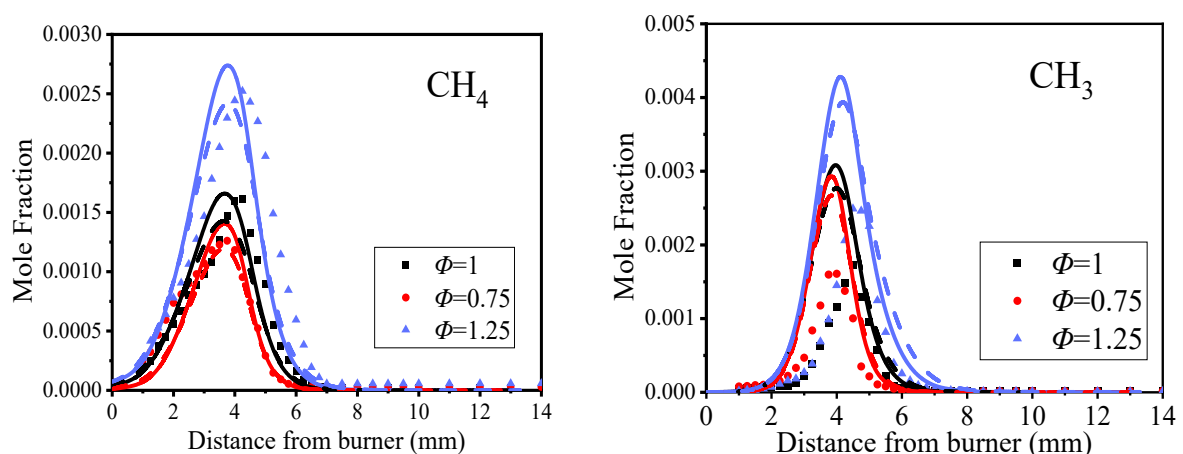 0.0030
0.0025
0.0020
0.0015
0.0010
0.0005
0.0000
Mole Fraction
CH4
Φ=1
Φ=0.75
Φ=1.25
0 2 4 6 8 10 12 14
Distance from burner (mm)
0.005
0.004
0.003
0.002
0.001
0.000
Mole Fraction
CH3
Φ=1
Φ=0.75
Φ=1.25
0 2 4 6 8 10 12 14
Distance from burner (mm)